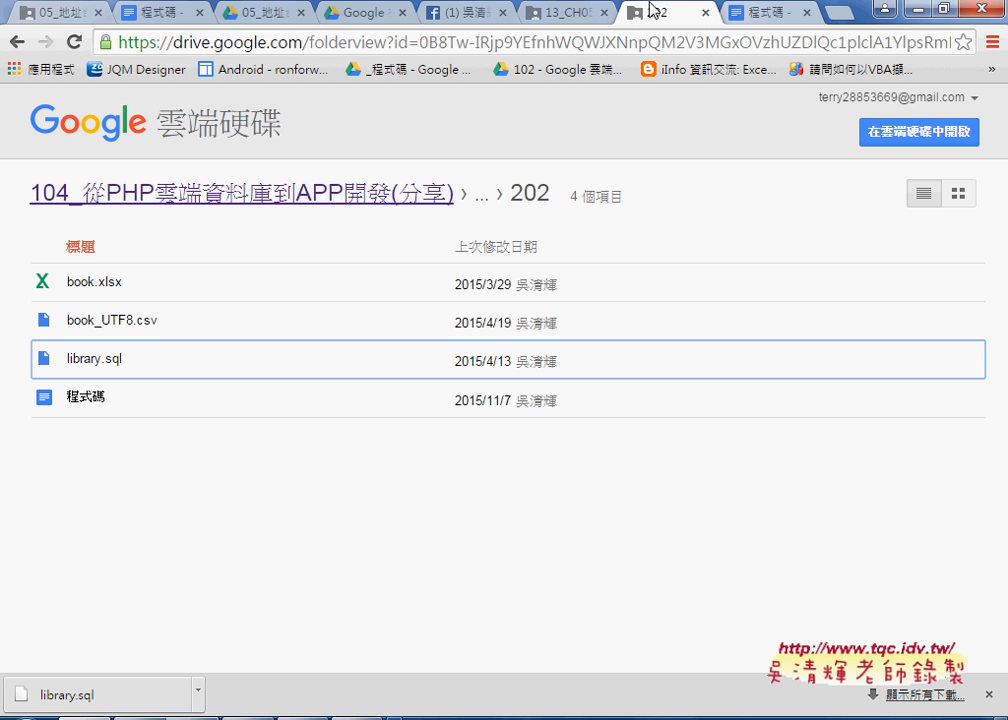 05_地址 程式碼 - 05_地址 Google (1) 吳清 13_CH0 202 程式碼 -
https://drive.google.com/folderview?id=0B8Tw-IRjp9YEfnhWQWJXNnpQM2V3MGxOVzhUZDlQc1plclA1YlpsRml
應用程式 JQM Designer Android - ronforw... _程式碼 - Google ... 102 - Google 雲端... iInfo 資訊交流: Exce... 請問如何以VBA擷... »
terry28853669@gmail.com
Google 雲端硬碟
在雲端硬碟中開啟
104_從PHP雲端資料庫到APP開發(分享) › ... › 202 4 個項目
標題 上次修改日期
book.xlsx 2015/3/29 吳清輝
book_UTF8.csv 2015/4/19 吳清輝
library.sql 2015/4/13 吳清輝
程式碼 2015/11/7 吳清輝
http://www.tqc.idv.tw/
吳清輝老師錄製
library.sql 顯示所有下載...